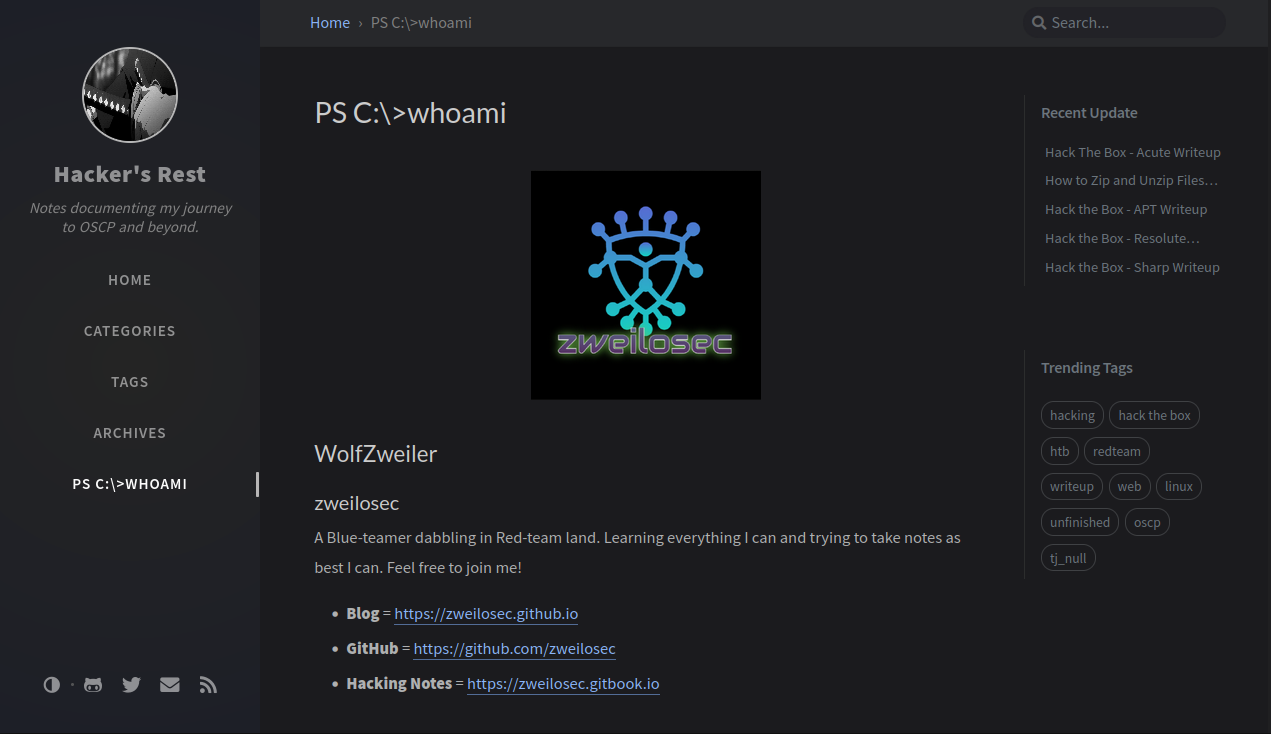 Hacker's Rest
Notes documenting my journey
to OSCP and beyond.
HOME
CATEGORIES
TAGS
ARCHIVES
PS C:\>WHOAMI
Home › PS C:\>whoami
Search...
PS C:\>whoami
zweilosec
WolfZweiler
zweilosec
A Blue-teamer dabbling in Red-team land. Learning everything I can and trying to take notes as
best I can. Feel free to join me!
• Blog = https://zweilosec.github.io
• GitHub = https://github.com/zweilosec
• Hacking Notes = https://zweilosec.gitbook.io
Recent Update
Hack The Box - Acute Writeup
How to Zip and Unzip Files…
Hack the Box - APT Writeup
Hack the Box - Resolute…
Hack the Box - Sharp Writeup
Trending Tags
hacking hack the box
htb redteam
writeup web linux
unfinished oscp
tj_null